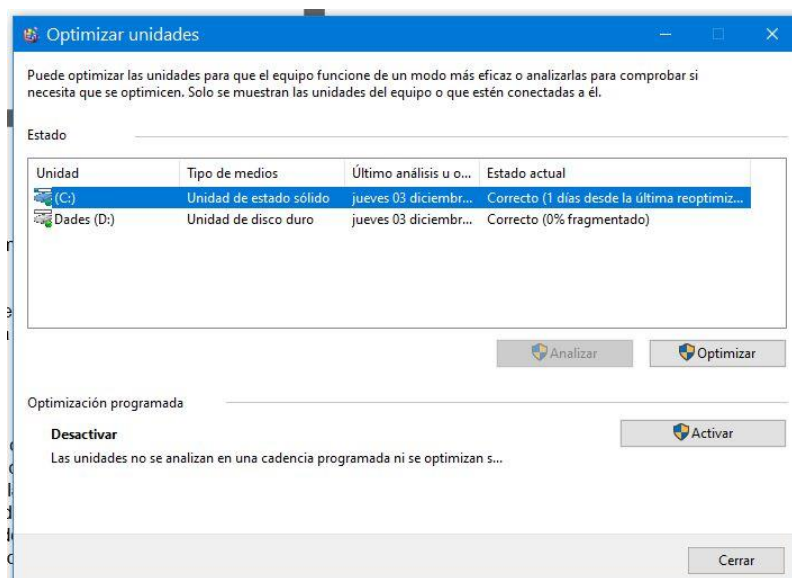 Optimizar unidades
Puede optimizar las unidades para que el equipo funcione de un modo más eficaz o analizarlas para comprobar si
necesita que se optimicen. Solo se muestran las unidades del equipo o que estén conectadas a él.
Estado
Unidad Tipo de medios Último análisis u o... Estado actual
(C:) Unidad de estado sólido jueves 03 diciembr... Correcto (1 días desde la última reoptimiz...
Dades (D:) Unidad de disco duro jueves 03 diciembr... Correcto (0% fragmentado)
Analizar Optimizar
Optimización programada
Desactivar Activar
Las unidades no se analizan en una cadencia programada ni se optimizan s...
Cerrar